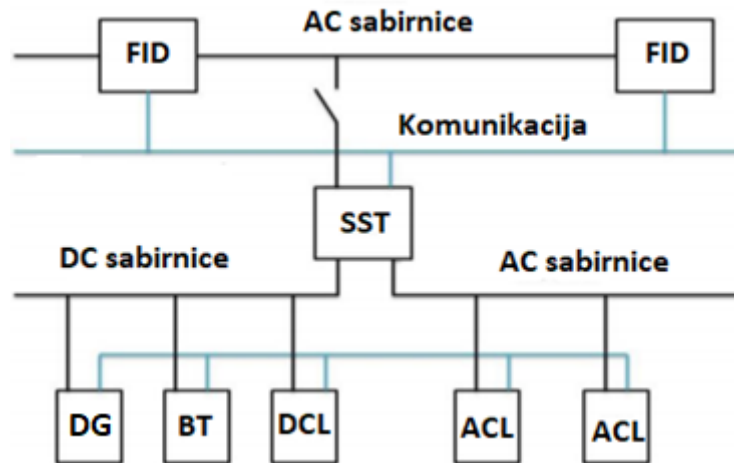 AC sabirnice
FID
FID
Komunikacija
SST
DC sabirnice
AC sabirnice
DG
BT
DCL
ACL
ACL